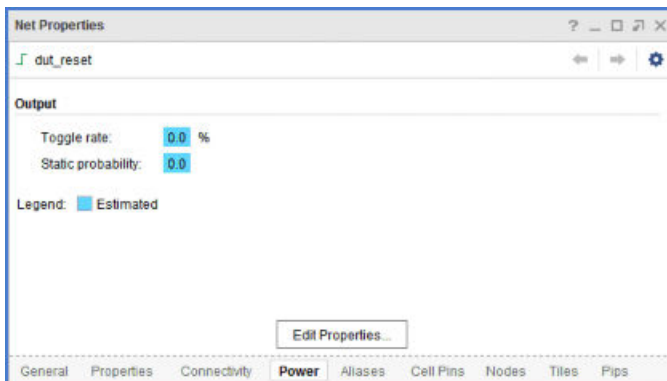 Net Properties
dut_reset
Output
Toggle rate: 0.0 %
Static probability: 0.0
Legend: Estimated
Edit Properties...
General Properties Connectivity Power Aliases Cell Pins Nodes Tiles Pips